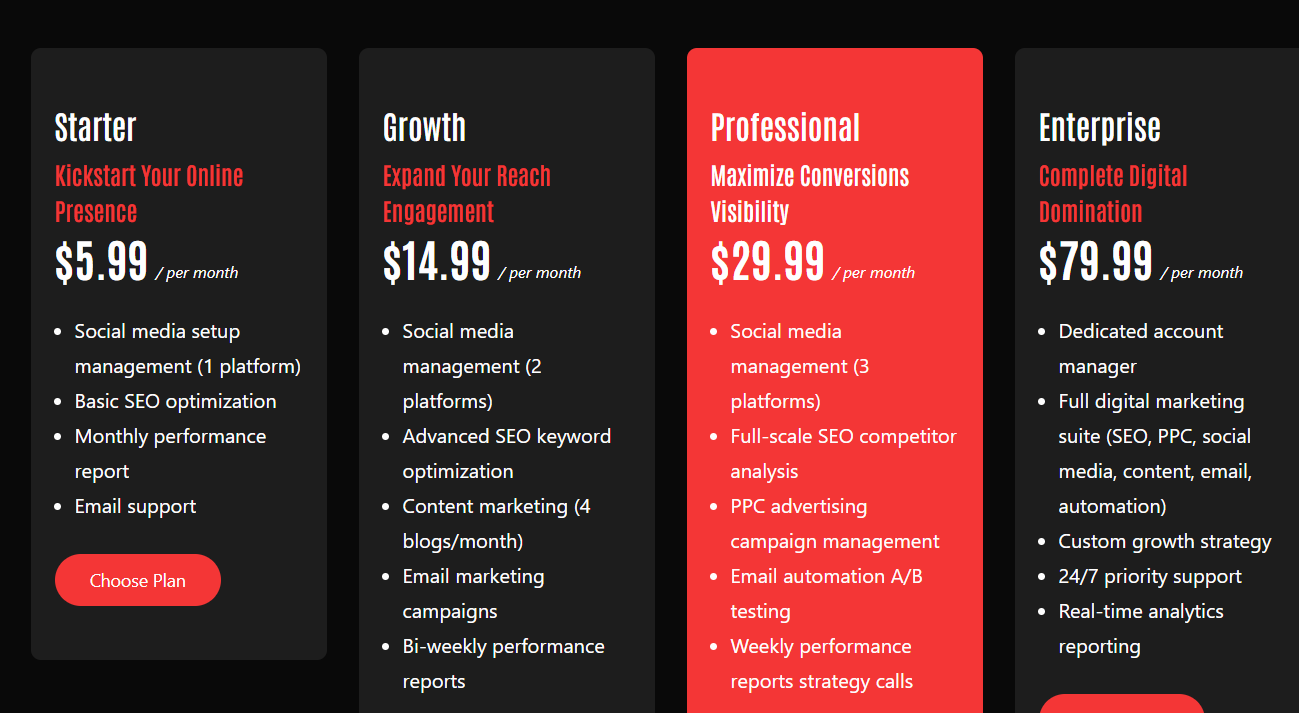 Starter
Kickstart Your Online
Presence
$5.99 / per month
Social media setup
management (1 platform)
Basic SEO optimization
Monthly performance
report
Email support
Choose Plan
Growth
Expand Your Reach
Engagement
$14.99 / per month
Social media
management (2
platforms)
Advanced SEO keyword
optimization
Content marketing (4
blogs/month)
Email marketing
campaigns
Bi-weekly performance
reports
Professional
Maximize Conversions
Visibility
$29.99 / per month
Social media
management (3
platforms)
Full-scale SEO competitor
analysis
PPC advertising
campaign management
Email automation A/B
testing
Weekly performance
reports strategy calls
Enterprise
Complete Digital
Domination
$79.99 / per month
Dedicated account
manager
Full digital marketing
suite (SEO, PPC, social
media, content, email,
automation)
Custom growth strategy
24/7 priority support
Real-time analytics
reporting